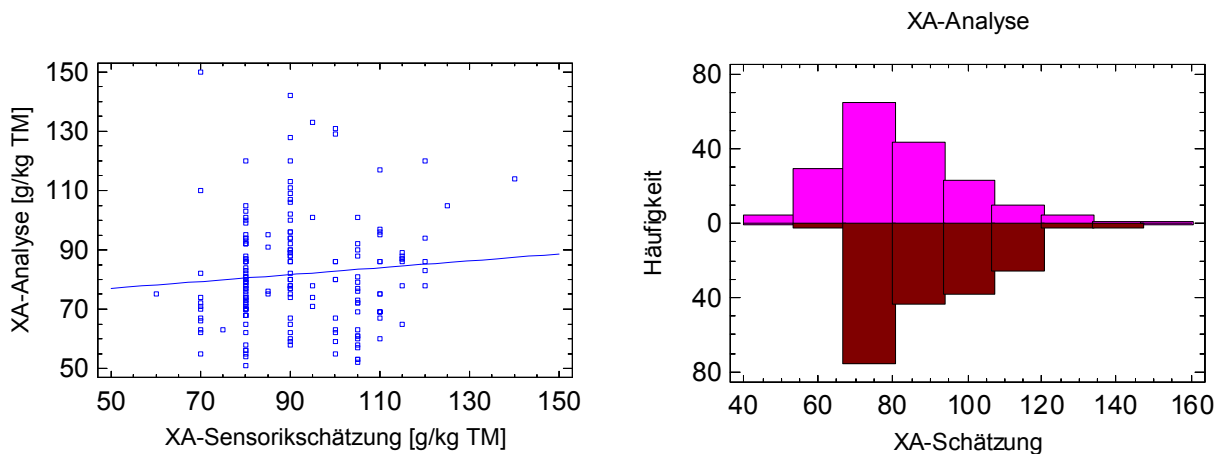 XA-Analyse [g/kg TM]
150
130
110
90
70
50
50 70 90 110 130 150
XA-Sensorikschätzung [g/kg TM]
XA-Analyse
Häufigkeit
80
40
0
40
80
40 60 80 100 120 140 160
XA-Schätzung